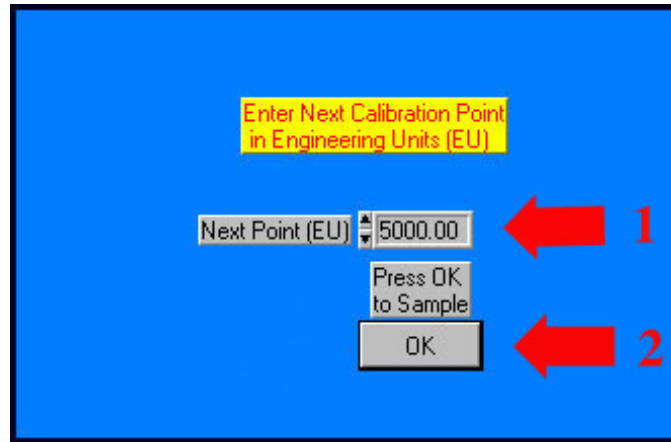 Enter Next Calibration Point
in Engineering Units (EU)
Next Point (EU) 5000.00 1
Press OK
to Sample
OK 2